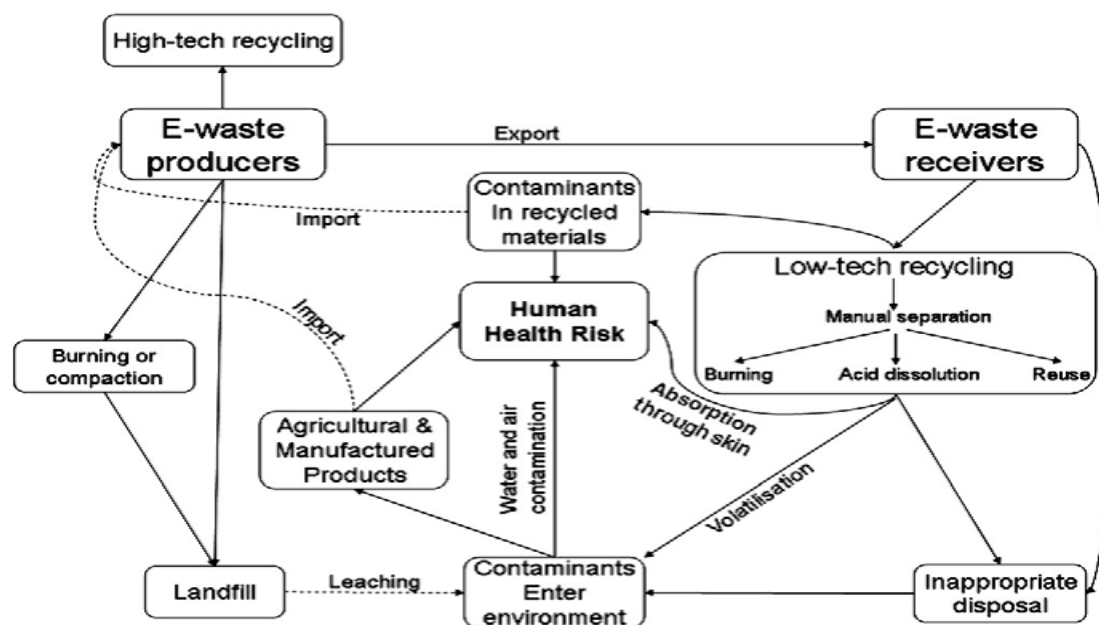 High-tech recycling
E-waste
producers
Export
E-waste
receivers
Contaminants
In recycled
materials
Import
Low-tech recycling
Manual separation
Burning
Acid dissolution
Reuse
Human
Health Risk
Import
Burning or
compaction
Absorption
through skin
Agricultural &
Manufactured
Products
Water and air
contamination
Volatilisation
Landfill
Leaching
Contaminants
Enter
environment
Inappropriate
disposal